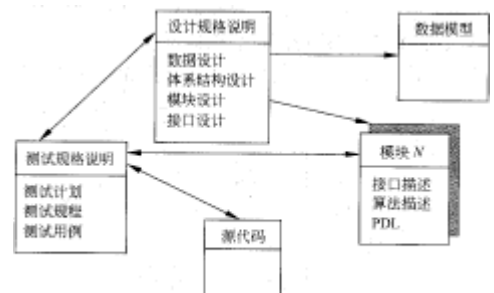 设计规格说明
数据设计
体系结构设计
模块设计
接口设计
数据模型
测试规格说明
测试计划
测试规程
测试用例
模块 N
接口描述
算法描述
PDL
源代码